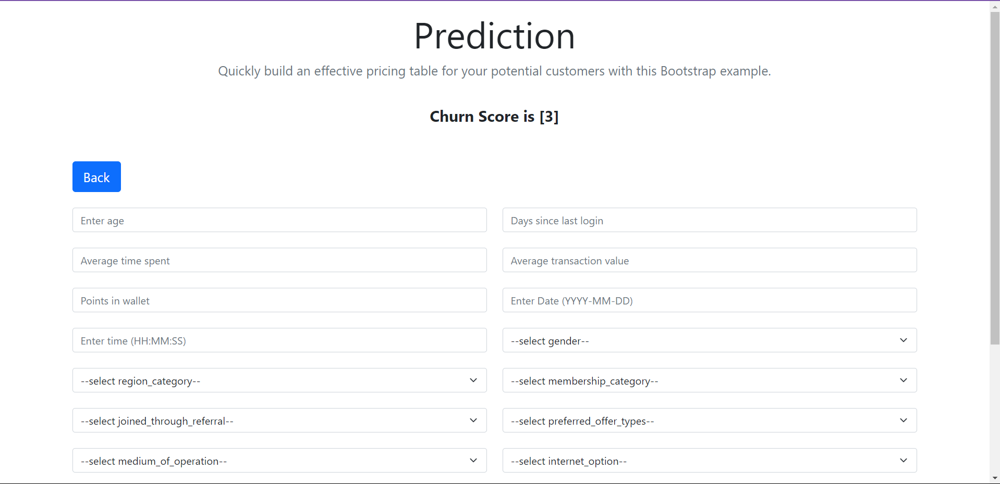 Prediction
Quickly build an effective pricing table for your potential customers with this Bootstrap example.
Churn Score is [3]
Back
Enter age
Days since last login
Average time spent
Average transaction value
Points in wallet
Enter Date (YYYY-MM-DD)
Enter time (HH:MM:SS)
--select gender--
--select region_category--
--select membership_category--
--select joined_through_referral--
--select preferred_offer_types--
--select medium_of_operation--
--select internet_option--